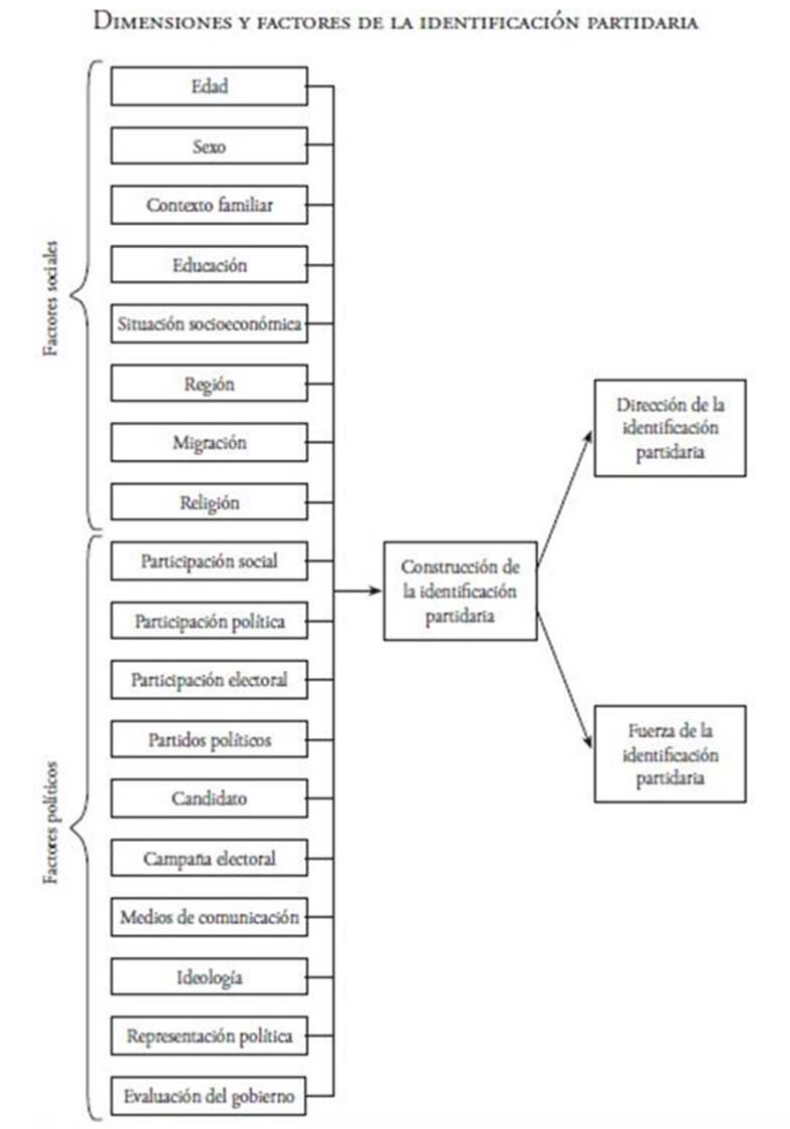 DIMENSIONES Y FACTORES DE LA IDENTIFICACIÓN PARTIDARIA
Factores sociales
Edad
Sexo
Contexto familiar
Educación
Situación socioeconómica
Región
Migración
Religión
Factores políticos
Participación social
Participación política
Participación electoral
Partidos políticos
Candidato
Campaña electoral
Medios de comunicación
Ideología
Representación política
Evaluación del gobierno
Construcción de
la identificación
partidaria
Dirección de la
identificación
partidaria
Fuerza de la
identificación
partidaria